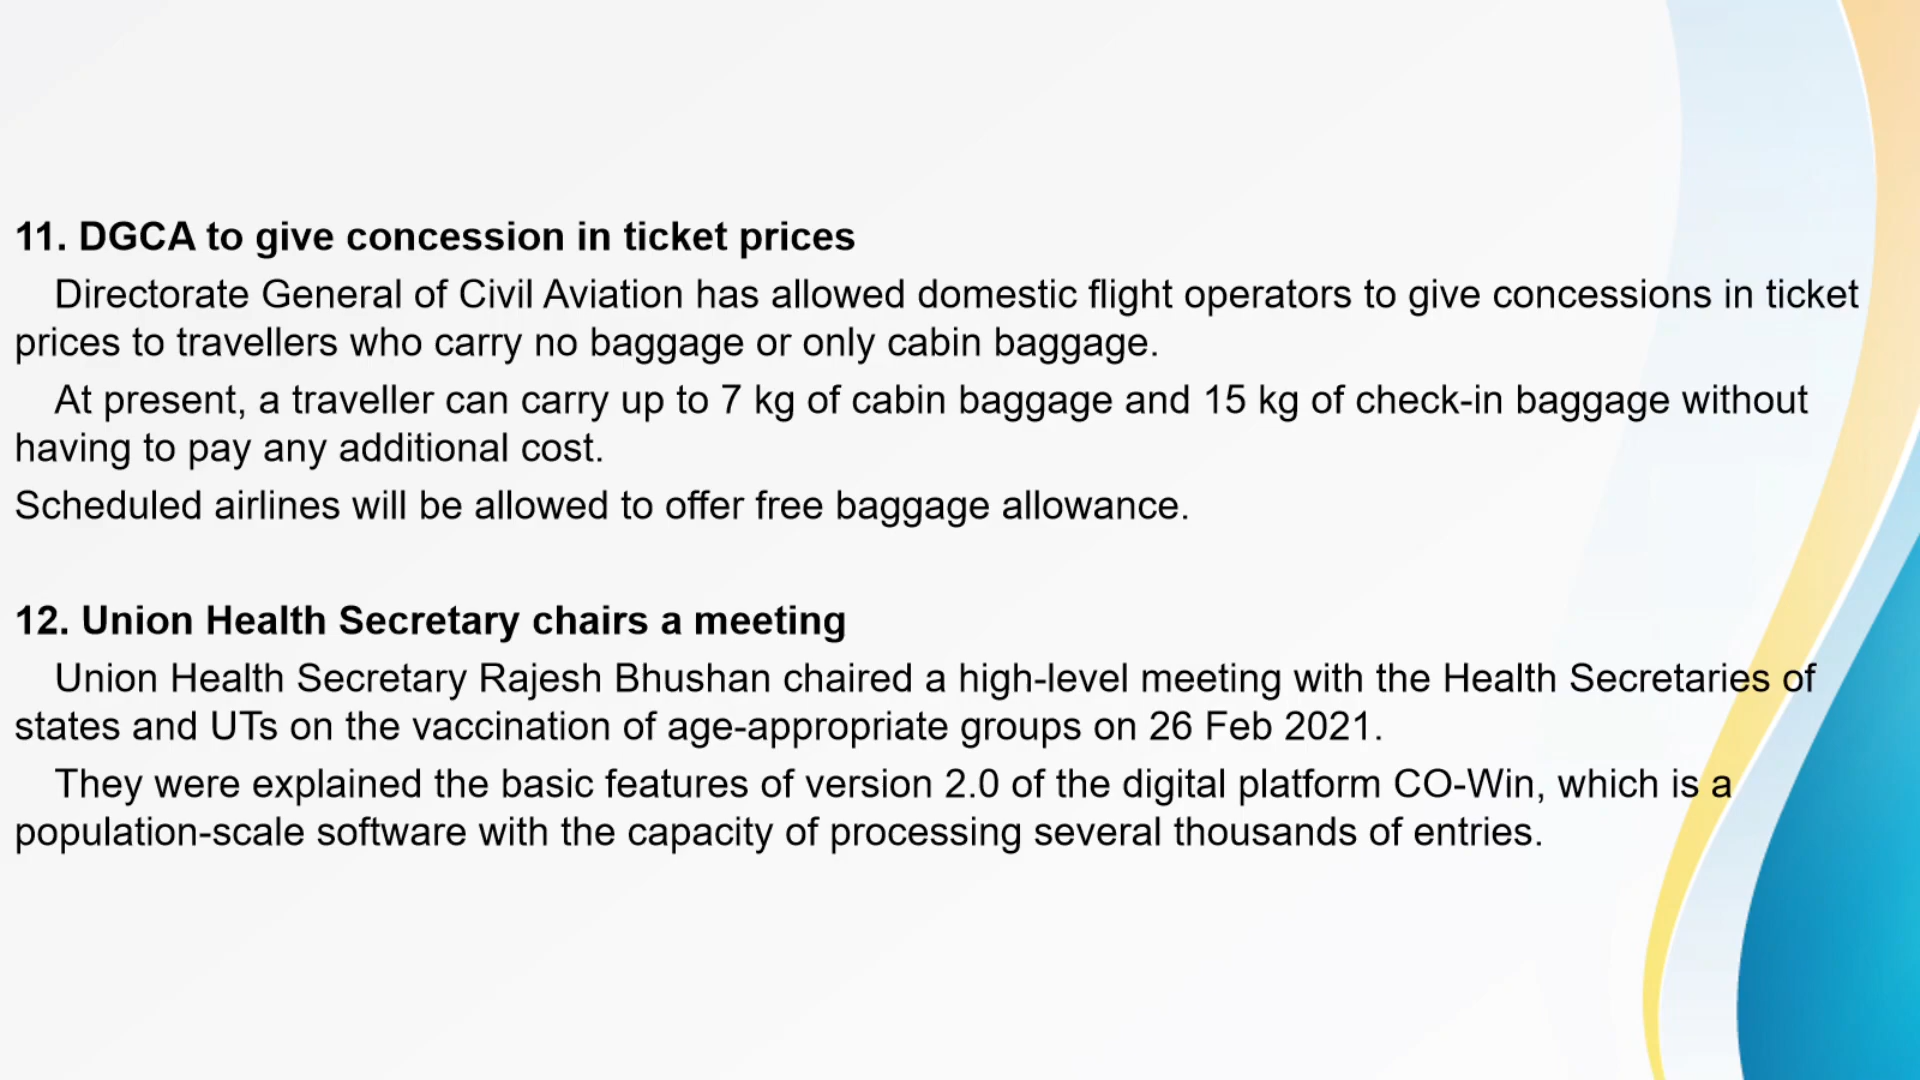 11. DGCA to give concession in ticket prices
Directorate General of Civil Aviation has allowed domestic flight operators to give concessions in ticket
prices to travellers who carry no baggage or only cabin baggage.
At present, a traveller can carry up to 7 kg of cabin baggage and 15 kg of check-in baggage without
having to pay any additional cost.
Scheduled airlines will be allowed to offer free baggage allowance.
12. Union Health Secretary chairs a meeting
Union Health Secretary Rajesh Bhushan chaired a high-level meeting with the Health Secretaries of
states and UTs on the vaccination of age-appropriate groups on 26 Feb 2021.
They were explained the basic features of version 2.0 of the digital platform CO-Win, which is a
population-scale software with the capacity of processing several thousands of entries.